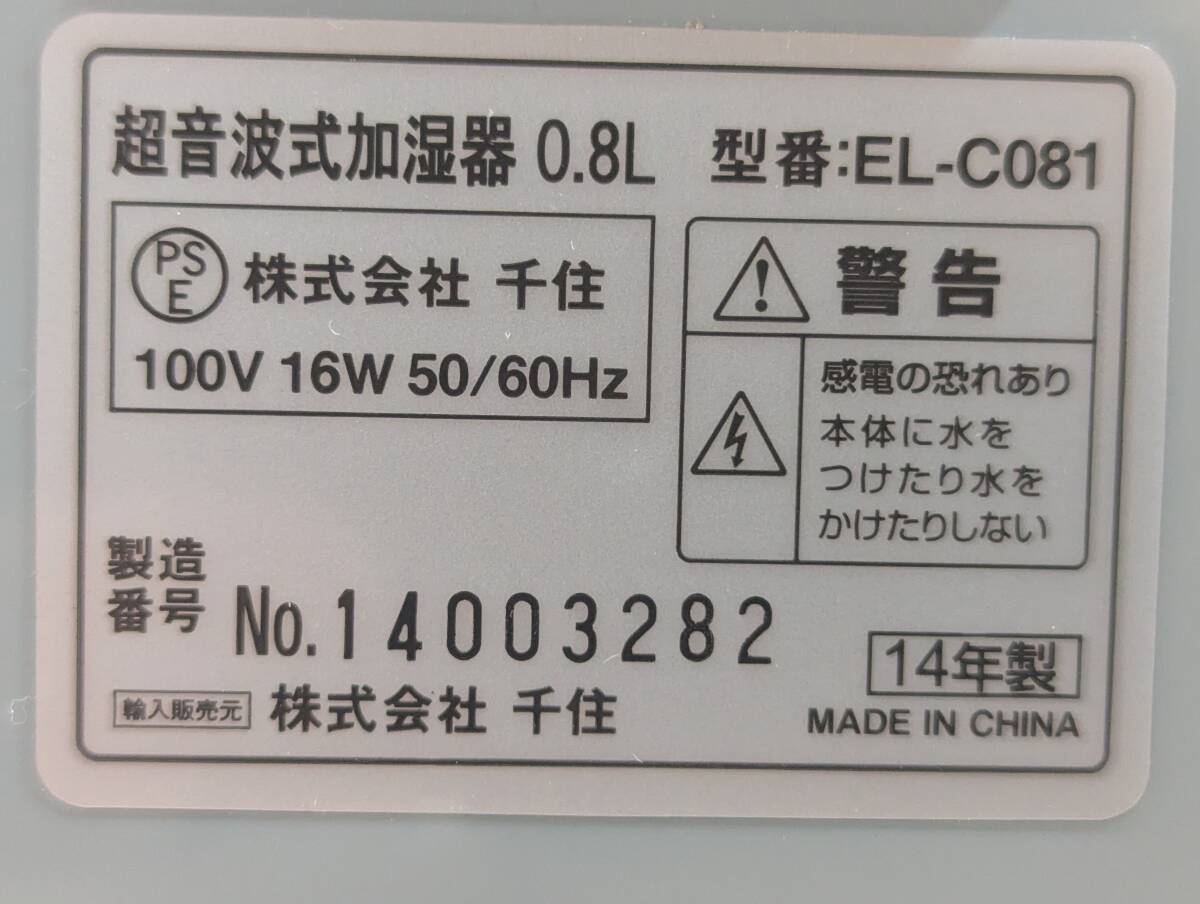 超音波式加湿器 0.8L 型番:EL-C081
PSE 株式会社 千住
100V 16W 50/60Hz
警告
感電の恐れあり
本体に水を
つけたり水を
かけたりしない
製造番号 No.14003282
輸入販売元 株式会社 千住
14年製
MADE IN CHINA